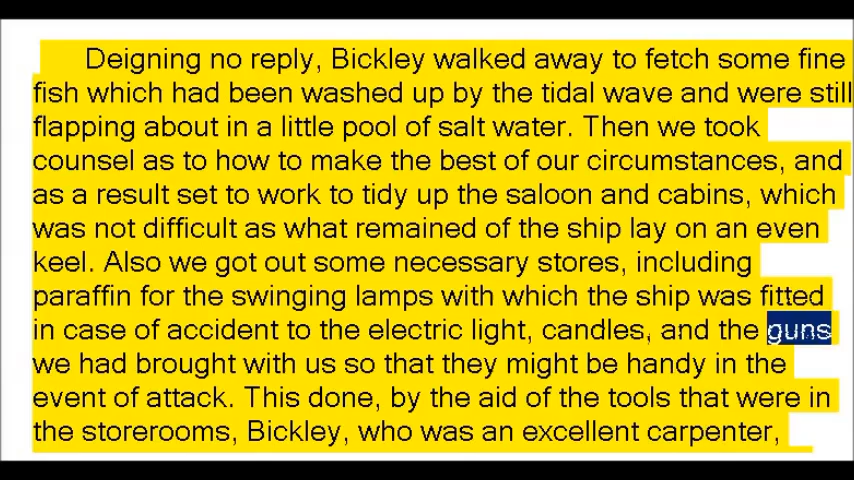 Deigning no reply, Bickley walked away to fetch some fine
fish which had been washed up by the tidal wave and were still
flapping about in a little pool of salt water. Then we took
counsel as to how to make the best of our circumstances, and
as a result set to work to tidy up the saloon and cabins, which
was not difficult as what remained of the ship lay on an even
keel. Also we got out some necessary stores, including
paraffin for the swinging lamps with which the ship was fitted
in case of accident to the electric light, candles, and the guns
we had brought with us so that they might be handy in the
event of attack. This done, by the aid of the tools that were in
the storerooms, Bickley, who was an excellent carpenter,